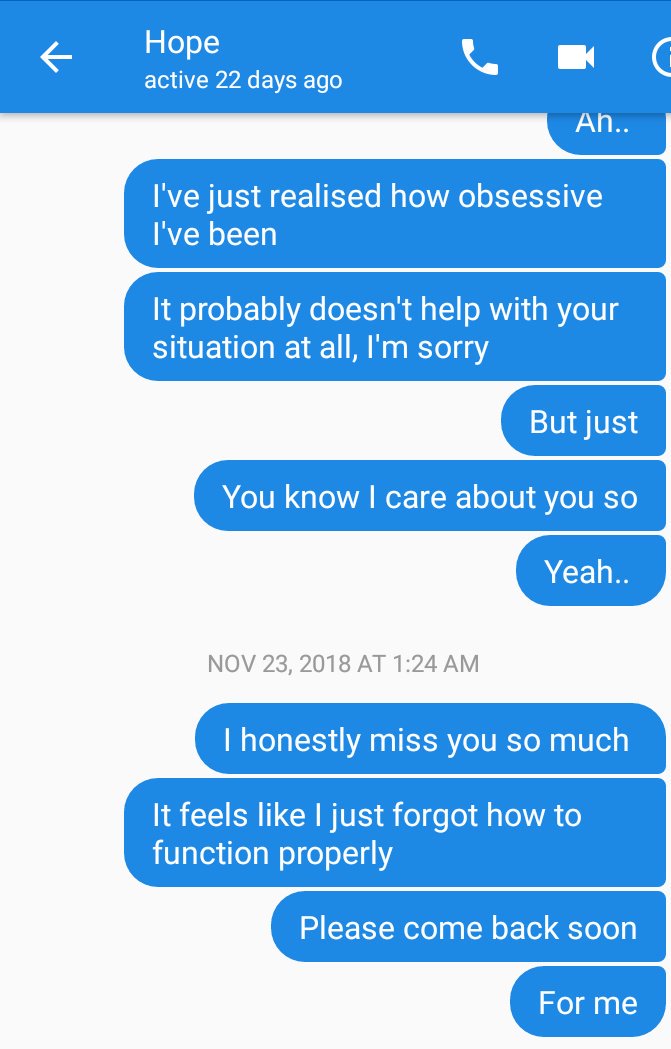 Hope
active 22 days ago
Ah..
I've just realised how obsessive
I've been
It probably doesn't help with your
situation at all, I'm sorry
But just
You know I care about you so
Yeah..
NOV 23, 2018 AT 1:24 AM
I honestly miss you so much
It feels like I just forgot how to
function properly
Please come back soon
For me